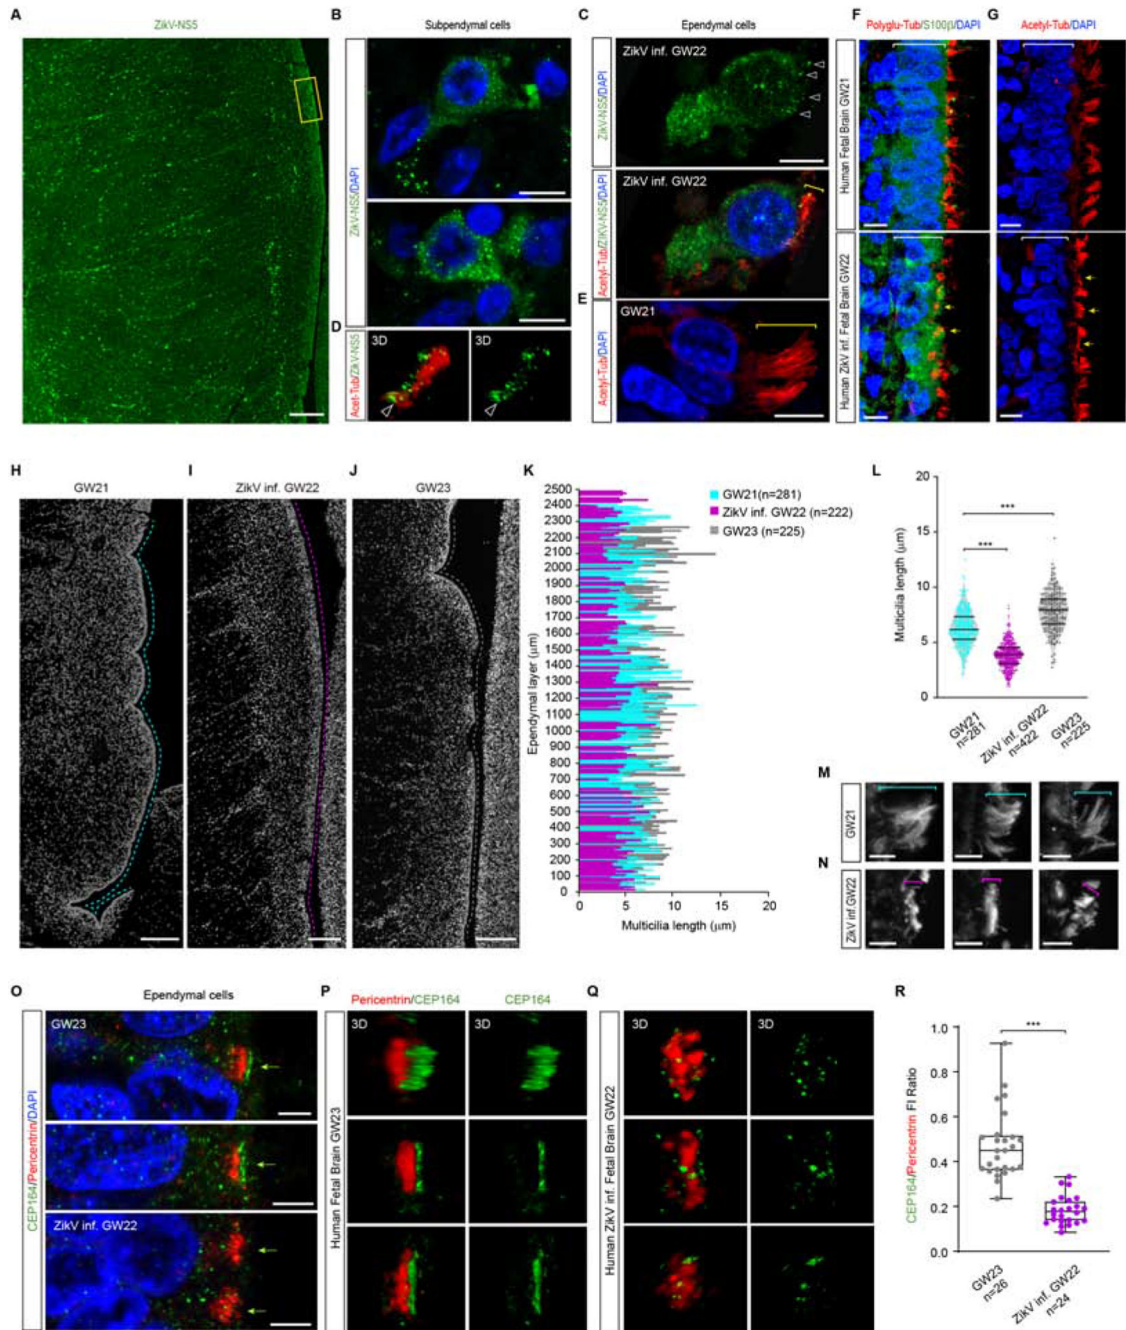 A
ZikV-NS5
B
Subpendymal cells
ZikV-NS5/DAPI
C
Ependymal cells
ZikV inf. GW22
ZikV-NS5/DAPI
ZikV inf. GW22
Acetyl-Tub/ZIKV-NS5/DAPI
D
3D
3D
Acet-Tub/ZikV-NS5
E
GW21
Acetyl-Tub/DAPI
F
Polyglu-Tub/S100β/DAPI
G
Acetyl-Tub/DAPI
Human Fetal Brain GW21
Human ZikV inf. Fetal Brain GW22
H
GW21
I
ZikV inf. GW22
J
GW23
K
GW21(n=281)
ZikV inf. GW22 (n=222)
GW23 (n=225)
Ependymal layer (μm)
2500
2400
2300
2200
2100
2000
1900
1800
1700
1600
1500
1400
1300
1200
1100
1000
900
800
700
600
500
400
300
200
100
0
0
5
10
15
20
Multicilia length (μm)
L
Multicilia length (μm)
20
15
10
5
0
***
***
GW21
n=281
ZikV inf. GW22
n=422
GW23
n=225
M
GW21
N
ZikV inf.GW22
O
Ependymal cells
CEP164/Pericentrin/DAPI
GW23
ZikV inf. GW22
P
Pericentrin/CEP164
CEP164
Human Fetal Brain GW23
3D
3D
Q
Human ZikV inf. Fetal Brain GW22
3D
3D
R
CEP164/Pericentrin FI Ratio
1.0
0.8
0.6
0.4
0.2
0.0
***
GW23
n=26
ZikV inf. GW22
n=24